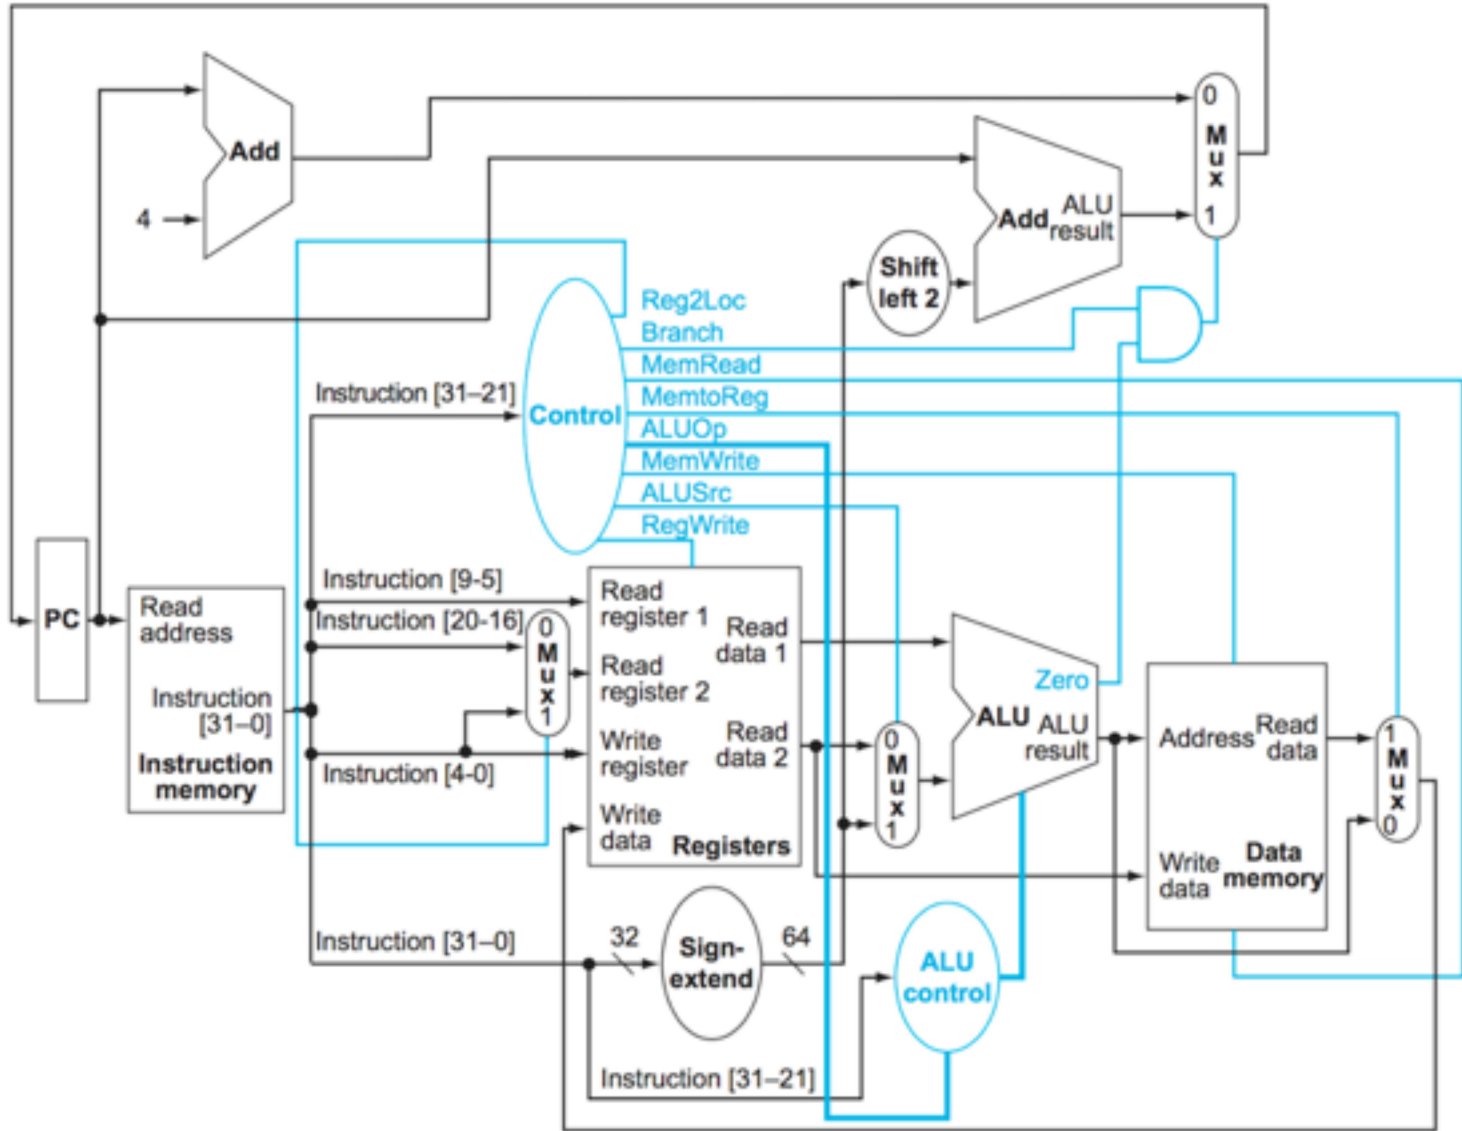 0
M
u
x
1
Add
4
Add
ALU
result
Shift
left 2
Reg2Loc
Branch
MemRead
MemtoReg
ALUOp
MemWrite
ALUSrc
RegWrite
Instruction [31–21]
Control
PC
Read
address
Instruction
[31–0]
Instruction
memory
Instruction [9-5]
Instruction [20-16]
Instruction [4-0]
0
M
u
x
1
Read
register 1
Read
register 2
Write
register
Write
data
Read
data 1
Read
data 2
Registers
0
M
u
x
1
Zero
ALU
ALU
result
Address
Read
data
Write
data
Data
memory
1
M
u
x
0
Instruction [31–0]
32
Sign-
extend
64
ALU
control
Instruction [31–21]